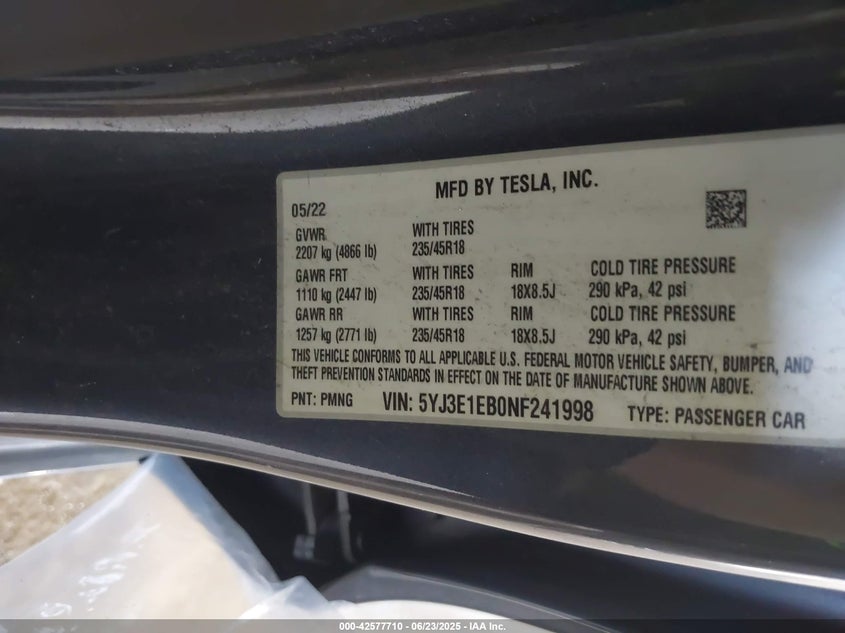 MFD BY TESLA, INC.
05/22
GVWR WITH TIRES
2207 kg (4866 lb) 235/45R18
GAWR FRT WITH TIRES RIM COLD TIRE PRESSURE
1110 kg (2447 lb) 235/45R18 18X8.5J 290 kPa, 42 psi
GAWR RR WITH TIRES RIM COLD TIRE PRESSURE
1257 kg (2771 lb) 235/45R18 18X8.5J 290 kPa, 42 psi
THIS VEHICLE CONFORMS TO ALL APPLICABLE U.S. FEDERAL MOTOR VEHICLE SAFETY, BUMPER, AND
THEFT PREVENTION STANDARDS IN EFFECT ON THE DATE OF MANUFACTURE SHOWN ABOVE.
PNT: PMNG VIN: 5YJ3E1EB0NF241998 TYPE: PASSENGER CAR
000-42577710 - 06/23/2025 - IAA Inc.